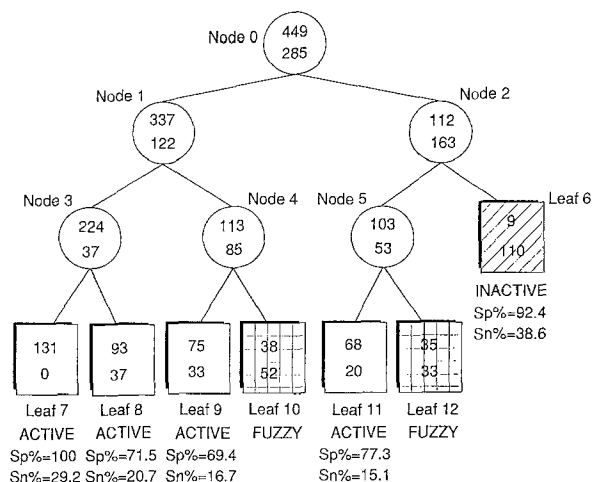 Node 0
449
285
Node 1
337
122
Node 2
112
163
Node 3
224
37
Node 4
113
85
Node 5
103
53
Leaf 6
9
110
INACTIVE
Sp%=92.4
Sn%=38.6
131
0
Leaf 7
ACTIVE
Sp%=100
Sn%=29.2
93
37
Leaf 8
ACTIVE
Sp%=71.5
Sn%=20.7
75
33
Leaf 9
ACTIVE
Sp%=69.4
Sn%=16.7
38
52
Leaf 10
FUZZY
68
20
Leaf 11
ACTIVE
Sp%=77.3
Sn%=15.1
35
33
Leaf 12
FUZZY